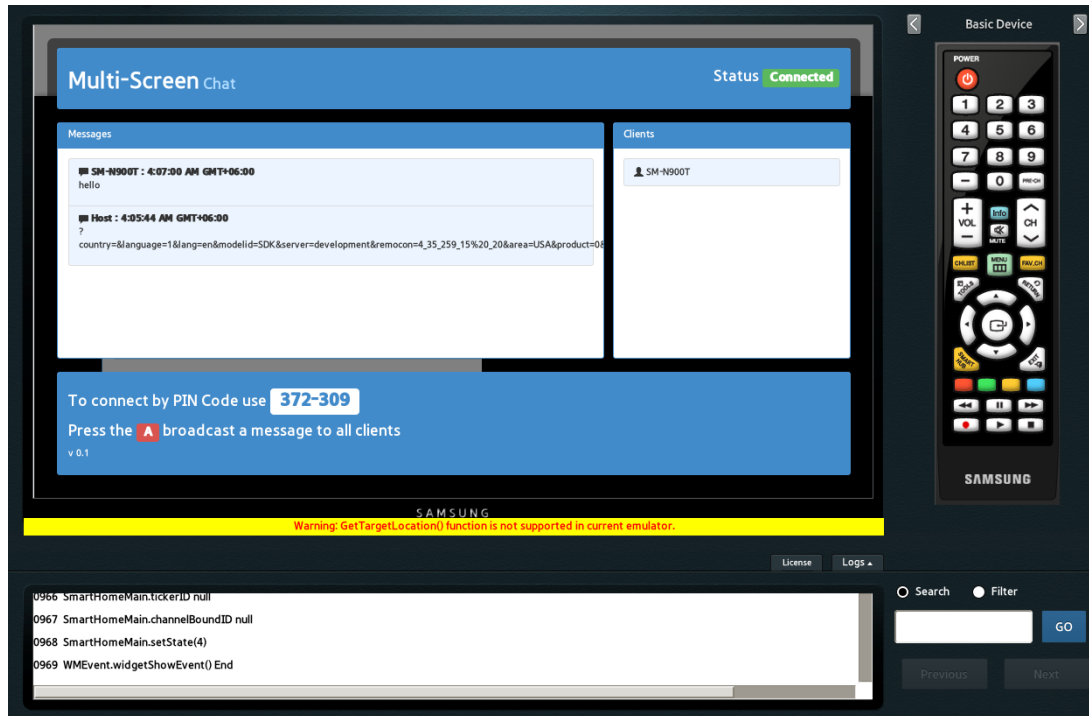 Basic Device
Multi-Screen Chat
Status Connected
Messages
SM-N900T : 4:07:00 AM GMT+06:00
hello
Host : 4:05:44 AM GMT+06:00
?
country=&language=1&lang=en&modelid=SDK&server=development&remocon=4_35_259_15%20_20&area=USA&product=0&
Clients
SM-N900T
To connect by PIN Code use 372-309
Press the A broadcast a message to all clients
v 0.1
SAMSUNG
Warning: GetTargetLocation() function is not supported in current emulator.
POWER
1 2 3
4 5 6
7 8 9
- 0 PRE-CH
+ Info
VOL CH
- MUTE
CH.LIST MENU FAV.CH
TOOLS RETURN
SMART HUB EXIT
SAMSUNG
License Logs
0966 SmartHomeMain.tickerID null
0967 SmartHomeMain.channelBoundID null
0968 SmartHomeMain.setState(4)
0969 WMEvent.widgetShowEvent() End
Search Filter
GO
Previous Next